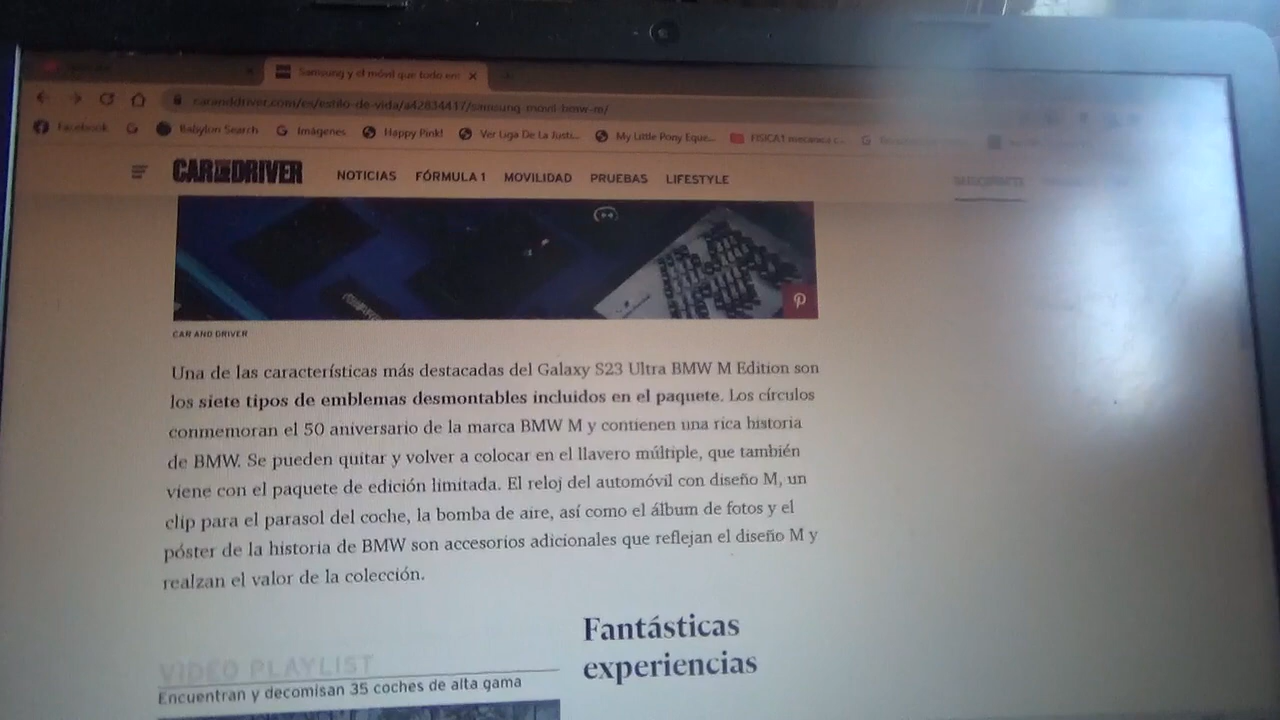 Samsung y el móvil que todo en
caranddriver.com/es/estilo-de-vida/a42834417/samsung-movil-bmw-m/
Facebook Babylon Search Imágenes Happy Pink! Ver Liga De La Justi... My Little Pony Eque... FISICA1 mecanica c...
CAR AND DRIVER NOTICIAS FÓRMULA 1 MOVILIDAD PRUEBAS LIFESTYLE SUSCRÍBETE
CAR AND DRIVER
Una de las características más destacadas del Galaxy S23 Ultra BMW M Edition son
los siete tipos de emblemas desmontables incluidos en el paquete. Los círculos
conmemoran el 50 aniversario de la marca BMW M y contienen una rica historia
de BMW. Se pueden quitar y volver a colocar en el llavero múltiple, que también
viene con el paquete de edición limitada. El reloj del automóvil con diseño M, un
clip para el parasol del coche, la bomba de aire, así como el álbum de fotos y el
póster de la historia de BMW son accesorios adicionales que reflejan el diseño M y
realzan el valor de la colección.
Fantásticas
experiencias
VIDEO PLAYLIST
Encuentran y decomisan 35 coches de alta gama